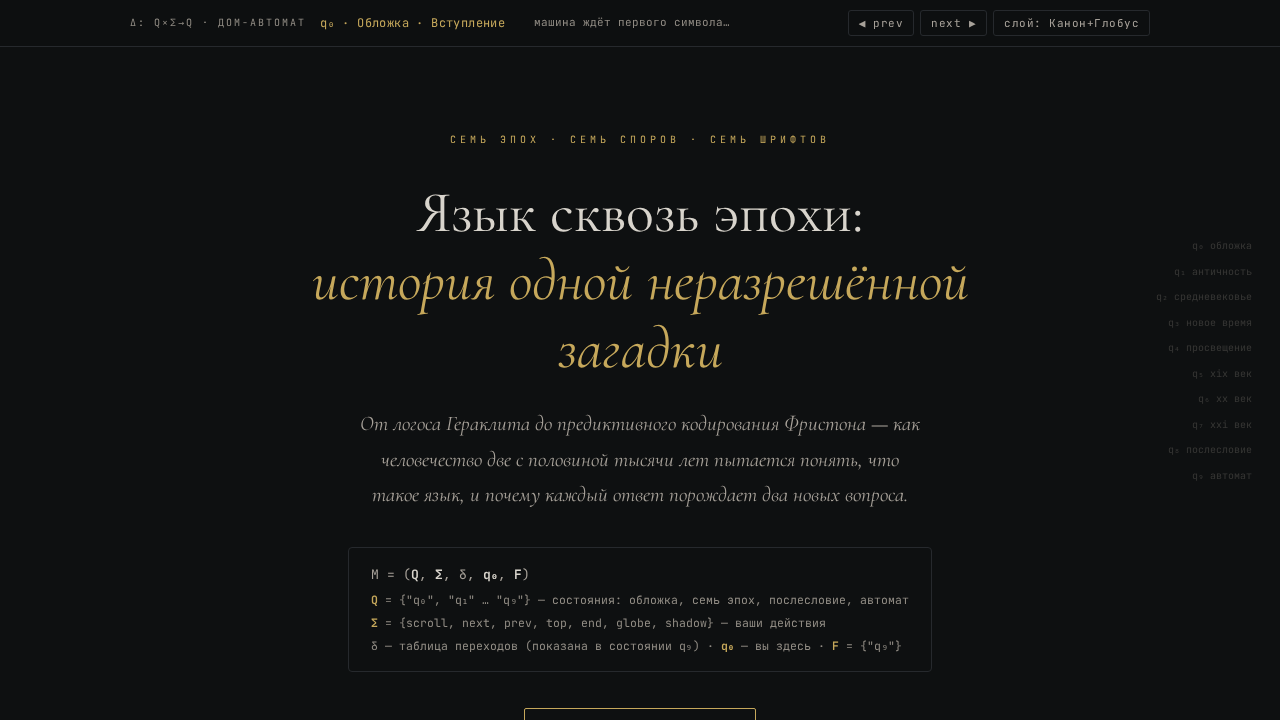 Δ: Q×Σ→Q · ДОМ-АВТОМАТ q₀ · Обложка · Вступление машина ждёт первого символа… ◀ prev next ▶ слой: Канон+Глобус
СЕМЬ ЭПОХ · СЕМЬ СПОРОВ · СЕМЬ ШРИФТОВ
Язык сквозь эпохи:
история одной неразрешённой
загадки
q₀ обложка
q₁ античность
q₂ средневековье
q₃ новое время
q₄ просвещение
q₅ xix век
q₆ xx век
q₇ xxi век
q₈ послесловие
q₉ автомат
От логоса Гераклита до предиктивного кодирования Фристона — как
человечество две с половиной тысячи лет пытается понять, что
такое язык, и почему каждый ответ порождает два новых вопроса.
M = (Q, Σ, δ, q₀, F)
Q = {"q₀", "q₁" … "q₉"} — состояния: обложка, семь эпох, послесловие, автомат
Σ = {scroll, next, prev, top, end, globe, shadow} — ваши действия
δ — таблица переходов (показана в состоянии q₉) · q₀ — вы здесь · F = {"q₉"}